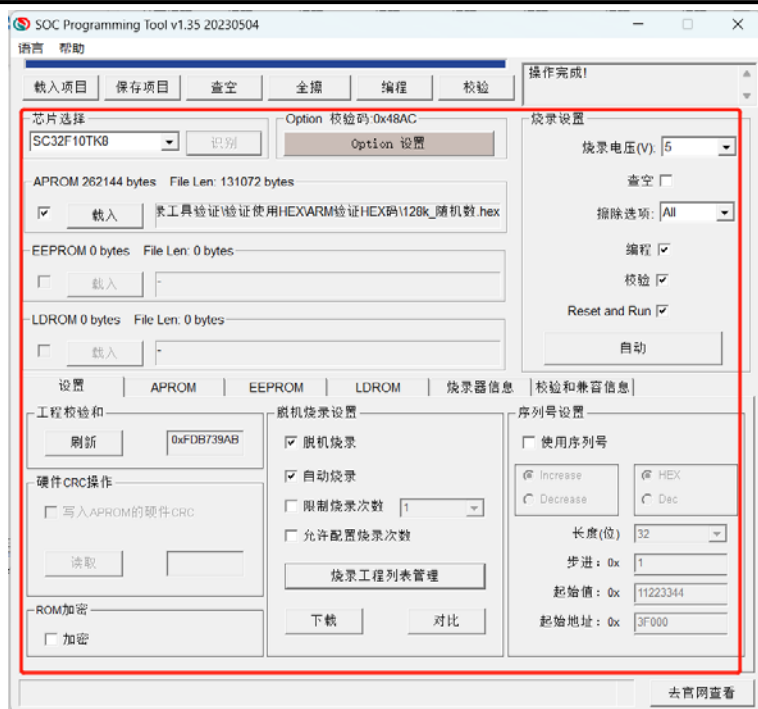 SOC Programming Tool v1.35 20230504
语言 帮助
载入项目 保存项目 查空 全擦 编程 校验
操作完成!
芯片选择
SC32F10TK8 识别
Option 校验码:0x48AC
Option 设置
APROM 262144 bytes File Len: 131072 bytes
载入 录工具验证\验证使用HEX\ARM验证HEX码\128k_随机数.hex
EEPROM 0 bytes File Len: 0 bytes
载入 -
LDROM 0 bytes File Len: 0 bytes
载入 -
烧录设置
烧录电压(V): 5
查空
擦除选项: All
编程
校验
Reset and Run
自动
设置 APROM EEPROM LDROM 烧录器信息 校验和兼容信息
工程校验和
刷新 0xFDB739AB
硬件CRC操作
写入APROM的硬件CRC
读取
ROM加密
加密
脱机烧录设置
脱机烧录
自动烧录
限制烧录次数 1
允许配置烧录次数
烧录工程列表管理
下载 对比
序列号设置
使用序列号
Increase HEX
Decrease Dec
长度(位) 32
步进: 0x 1
起始值: 0x 11223344
起始地址: 0x 3F000
去官网查看